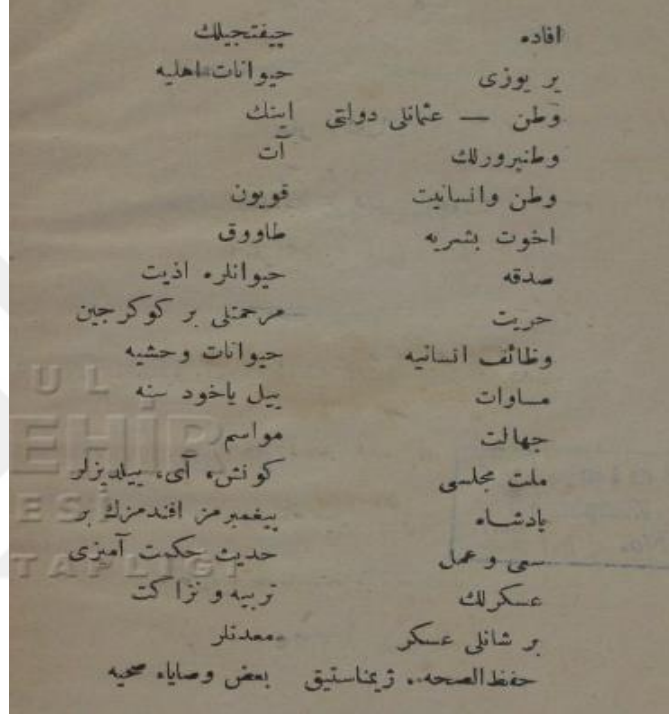 افاده
یر یوزی
وطن — عثمانلی دولتی
وطنپرورلك
وطن وانسانیت
اخوت بشریه
صدقه
حریت
وظائف انسانیه
مساوات
جهالت
ملت مجلسی
پادشاه
سعی و عمل
عسکرلك
بر شانلی عسکر
حفظ الصحه. ژیمناستیق
چیفتجیلك
حیوانات اهلیه
اینك
آت
قویون
طاووق
حیوانلره اذیت
مرحمتلی بر کوکرجین
حیوانات وحشیه
ییل یاخود سنه
مواسم
کونش، آی، ییلدیزلر
پیغمبرمز افندمزك بر
حدیث حکمت آمیزی
تربیه و نزاکت
معدنلر
بعض وصایاء صحیه